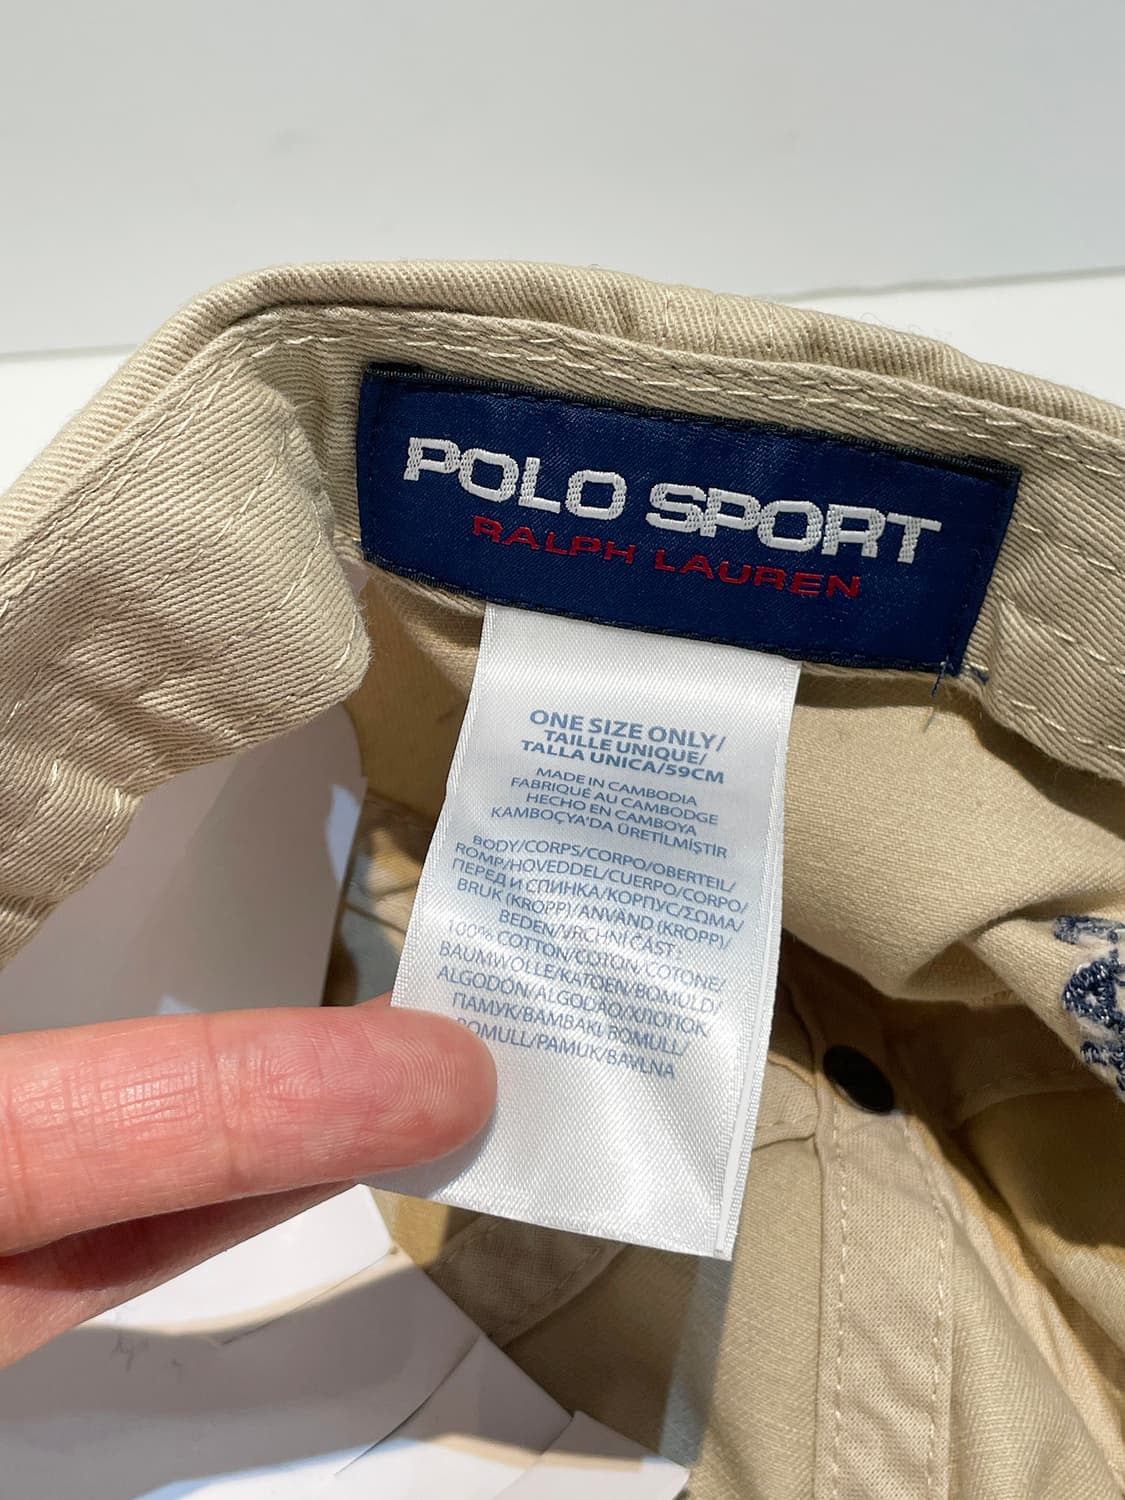 POLO SPORT
RALPH LAUREN
ONE SIZE ONLY/
TAILLE UNIQUE/
TALLA UNICA/59CM
MADE IN CAMBODIA
FABRIQUÉ AU CAMBODGE
HECHO EN CAMBOYA
KAMBOÇYA'DA ÜRETİLMİŞTİR
BODY/CORPS/CORPO/OBERTEIL/
ROMP/HOVEDDEL/CUERPO/CORPO/
ПЕРЕД И СПИНКА/КОРПУС/ΣΩΜΑ/
BRUK (KROPP)/ANVÄND (KROPP)/
BEDEN/VRCHNÍ ČÁST:
100% COTTON/COTON/COTONE/
BAUMWOLLE/KATOEN/BOMULD/
ALGODÓN/ALGODÃO/ХЛОПОК
ПАМУК/BAMBAKI/BOMULL/
BOMULL/PAMUK/BAVLNA